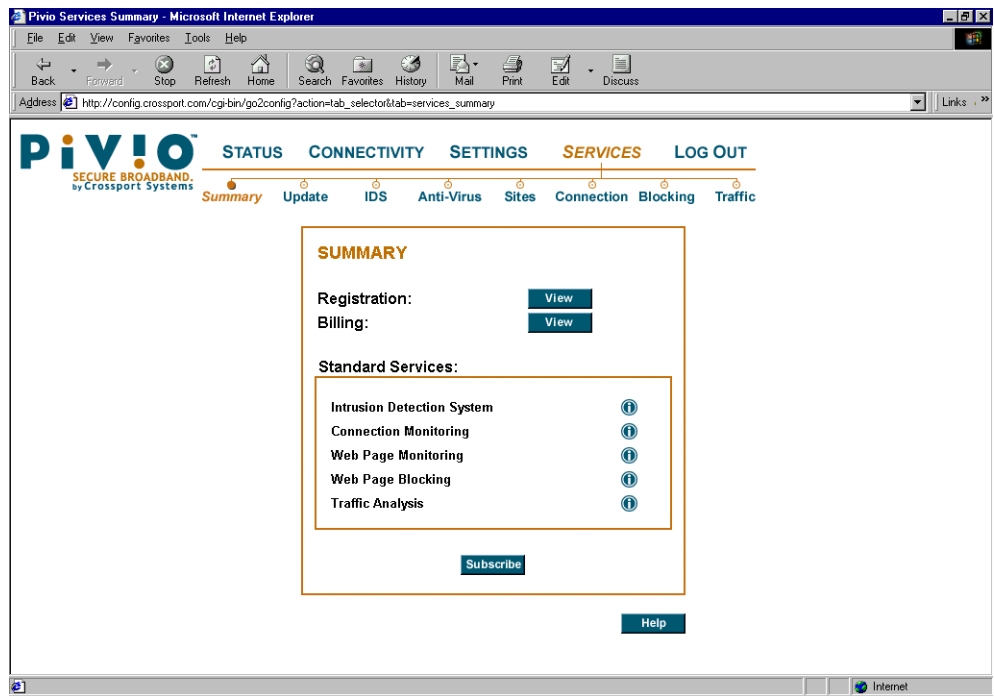 Pivio Services Summary - Microsoft Internet Explorer
File Edit View Favorites Tools Help
Back Forward Stop Refresh Home Search Favorites History Mail Print Edit Discuss
Address http://config.crossport.com/cgi-bin/go2config?action=tab_selector&tab=services_summary Links »
PiViO™ STATUS CONNECTIVITY SETTINGS SERVICES LOG OUT
SECURE BROADBAND.
by Crossport Systems
Summary Update IDS Anti-Virus Sites Connection Blocking Traffic
SUMMARY
Registration: View
Billing: View
Standard Services:
Intrusion Detection System
Connection Monitoring
Web Page Monitoring
Web Page Blocking
Traffic Analysis
Subscribe
Help
Internet